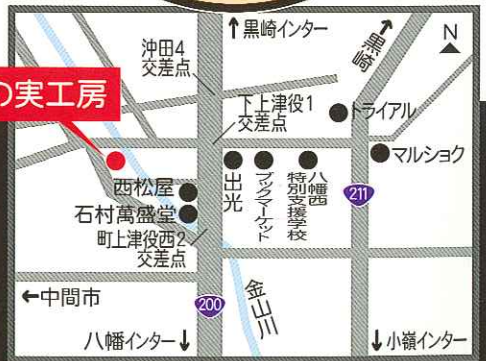 ↑黒崎インター
↑黒崎
N
沖田4
交差点
の実工房
下上津役1
交差点
トライアル
マルショク
西松屋
石村萬盛堂
出光
ブックマーケット
八幡西
特別支援学校
211
町上津役西2
交差点
←中間市
200
金山川
八幡インター↓
↓小嶺インター